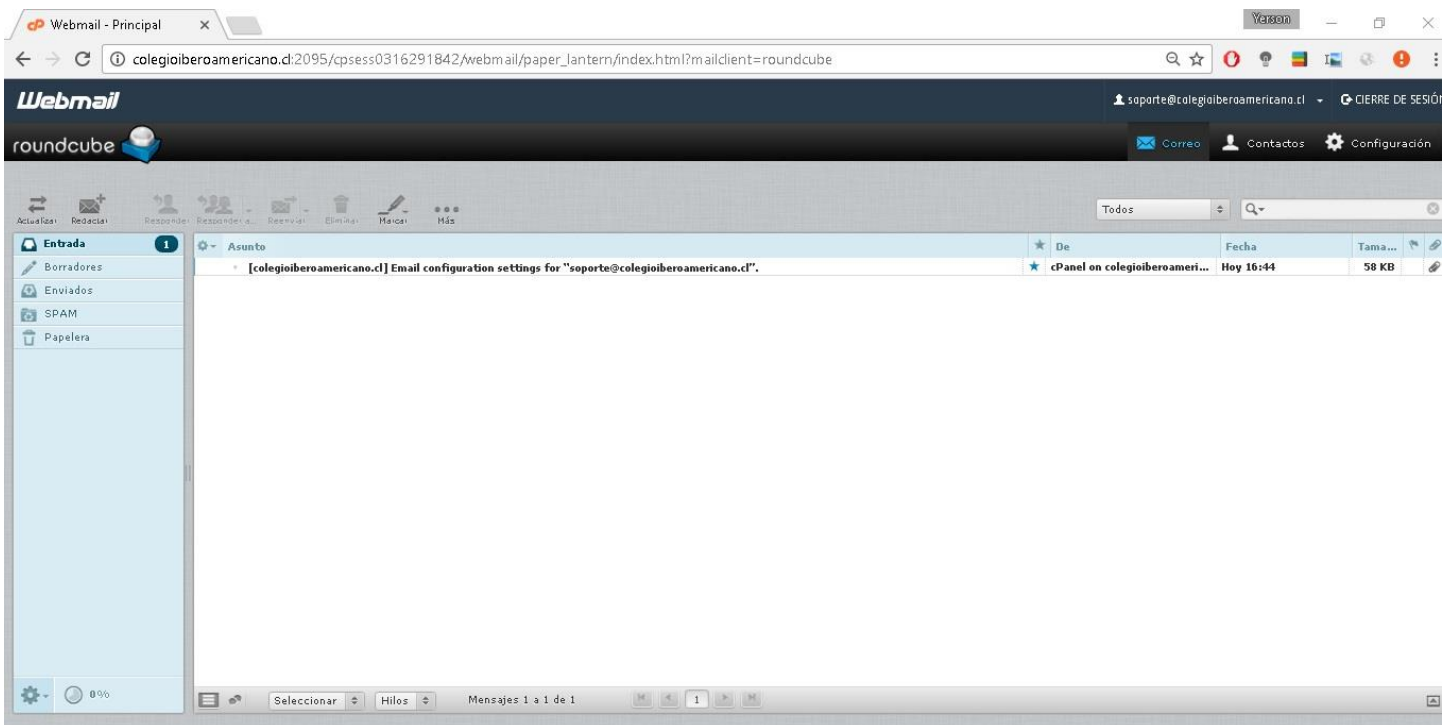 cP Webmail - Principal
Yerson
colegioiberoamericano.cl:2095/cpsess0316291842/webmail/paper_lantern/index.html?mailclient=roundcube
Webmail
soporte@colegioiberoamericano.cl
CIERRE DE SESIÓN
roundcube
Correo Contactos Configuración
Actualizar Redactar Responder Responder a... Reenviar Eliminar Marcar Más
Todos
Entrada 1
Borradores
Enviados
SPAM
Papelera
Asunto De Fecha Tama...
[colegioiberoamericano.cl] Email configuration settings for "soporte@colegioiberoamericano.cl". cPanel on colegioiberoameri... Hoy 16:44 58 KB
0% Seleccionar Hilos Mensajes 1 a 1 de 1 1